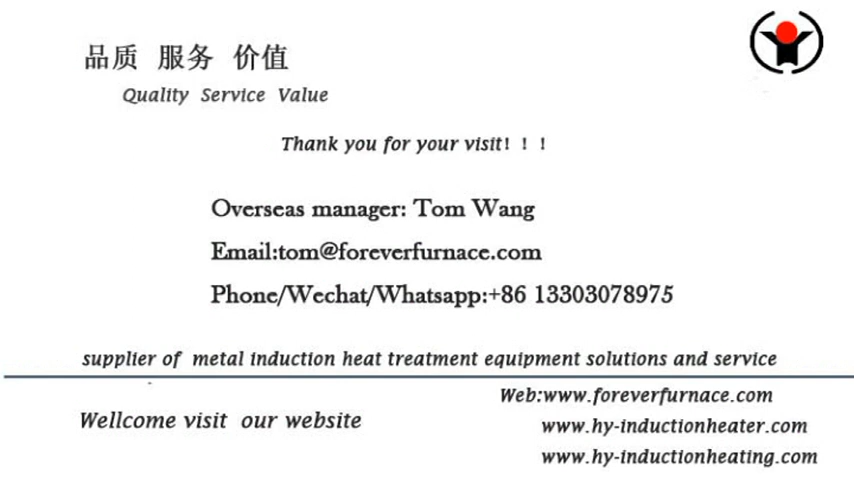 品质 服务 价值
Quality Service Value
Thank you for your visit！！！
Overseas manager: Tom Wang
Email:tom@foreverfurnace.com
Phone/Wechat/Whatsapp:+86 13303078975
supplier of metal induction heat treatment equipment solutions and service
Web:www.foreverfurnace.com
Wellcome visit our website
www.hy-inductionheater.com
www.hy-inductionheating.com